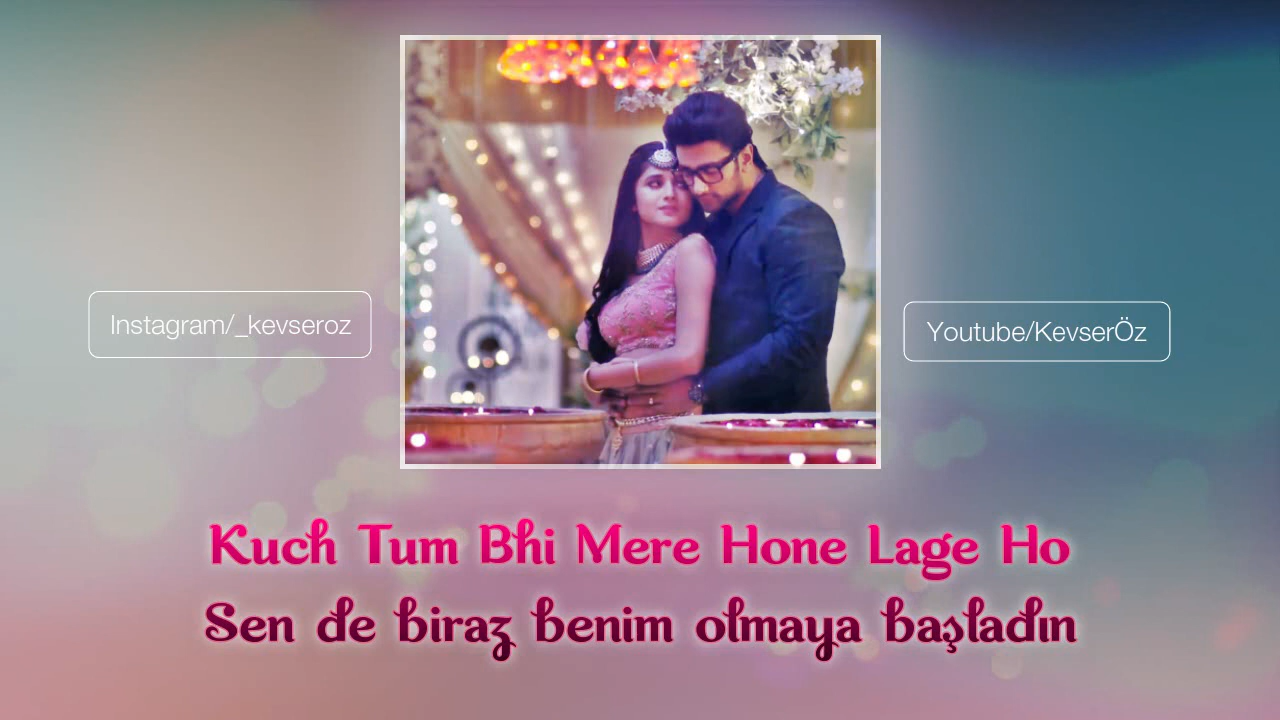 Instagram/_kevseroz
Youtube/KevserÖz
Kuch Tum Bhi Mere Hone Lage Ho
Sen de biraz benim olmaya başladın